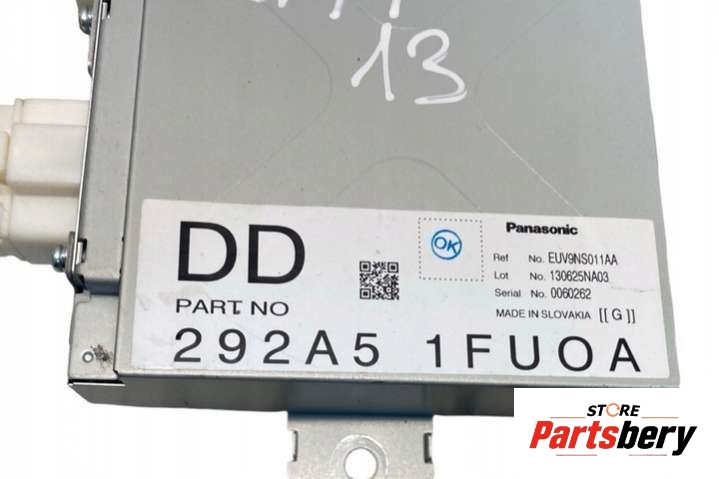 13
DD
PART. NO
292A5 1FU0A
OK
Panasonic
Ref No. EUV9NS011AA
Lot No. 130625NA03
Serial No. 0060262
MADE IN SLOVAKIA [[G]]
STORE
Partsbery